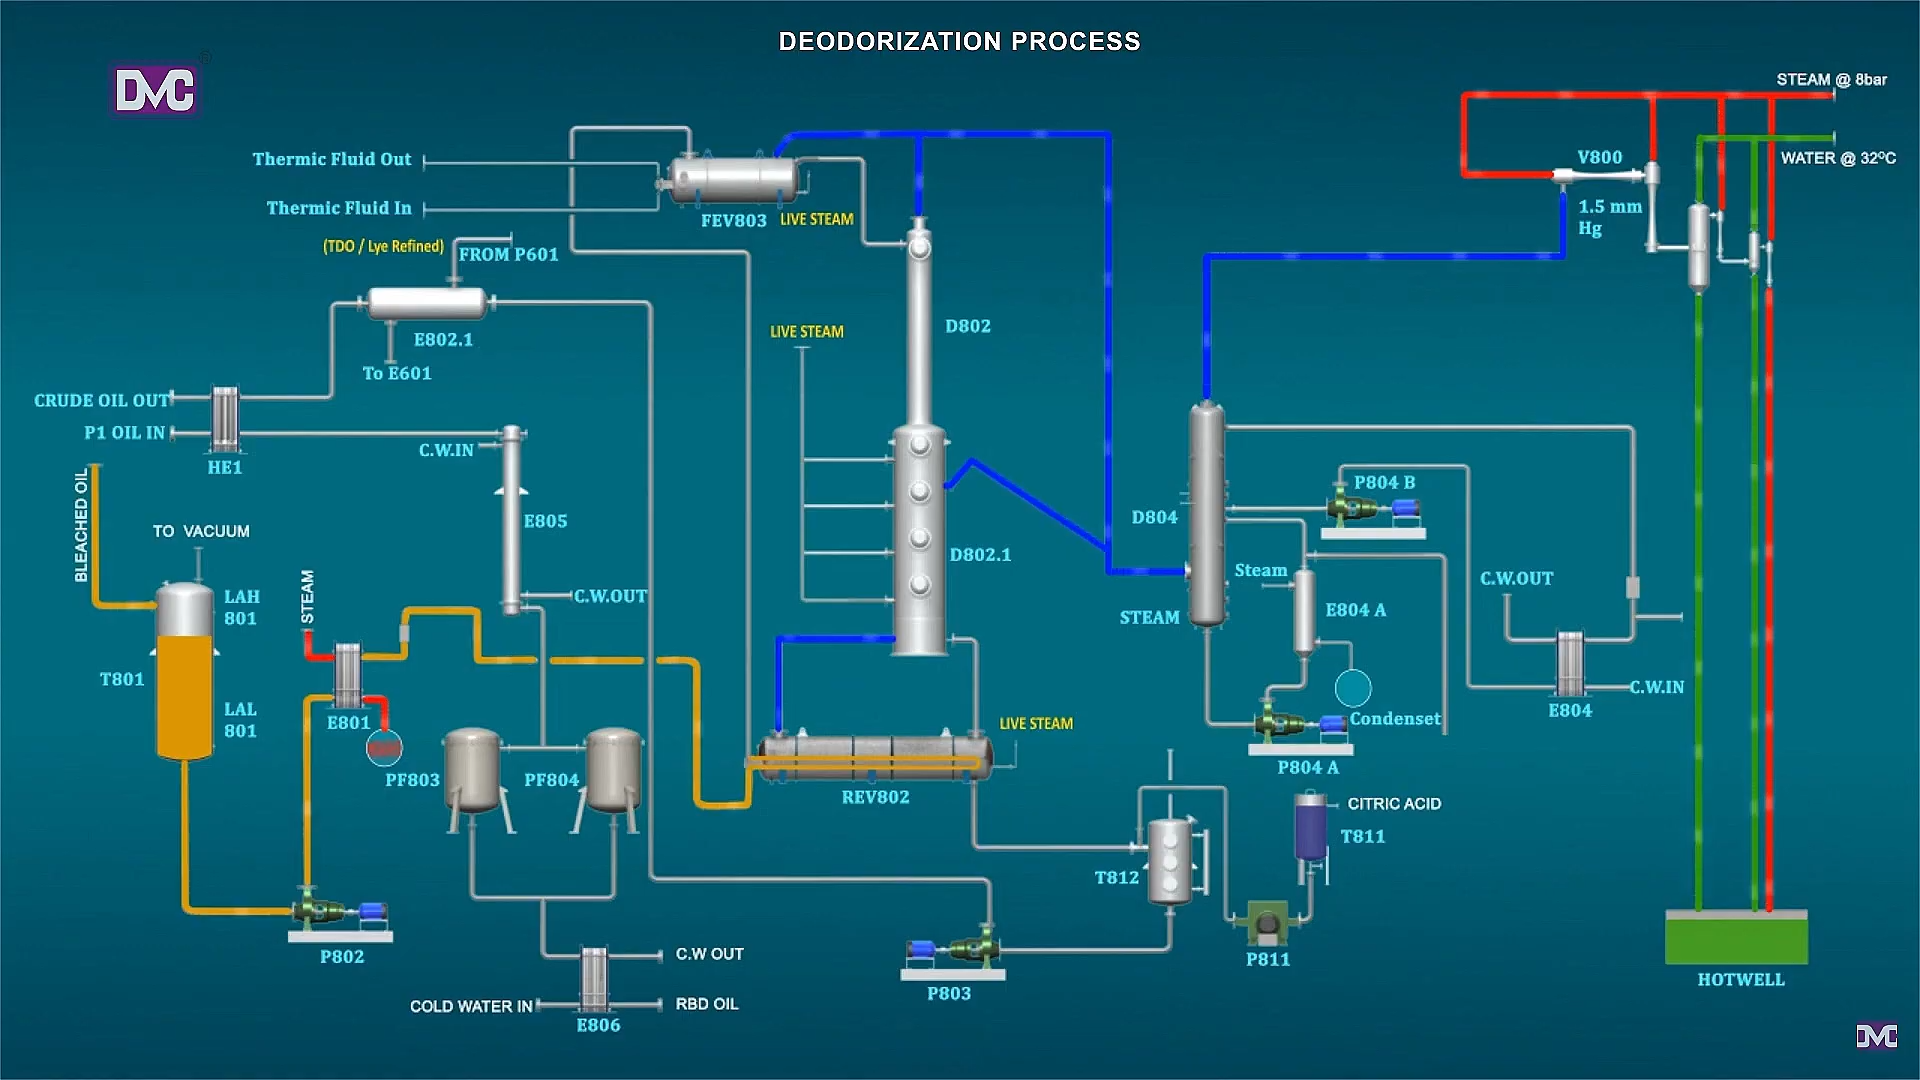 DEODORIZATION PROCESS
DMC
®
STEAM @ 8bar
WATER @ 32⁰C
V800
1.5 mm
Hg
Thermic Fluid Out
Thermic Fluid In
FEV803
LIVE STEAM
(TDO / Lye Refined)
FROM P601
E802.1
To E601
D802
LIVE STEAM
CRUDE OIL OUT
P1 OIL IN
HE1
C.W.IN
E805
C.W.OUT
BLEACHED OIL
TO VACUUM
LAH
801
T801
LAL
801
STEAM
E801
D802.1
D804
STEAM
P804 B
Steam
E804 A
C.W.OUT
C.W.IN
E804
Condenset
P804 A
PF803
PF804
LIVE STEAM
REV802
CITRIC ACID
T811
T812
P811
P802
P803
C.W OUT
COLD WATER IN
RBD OIL
E806
HOTWELL
DMC